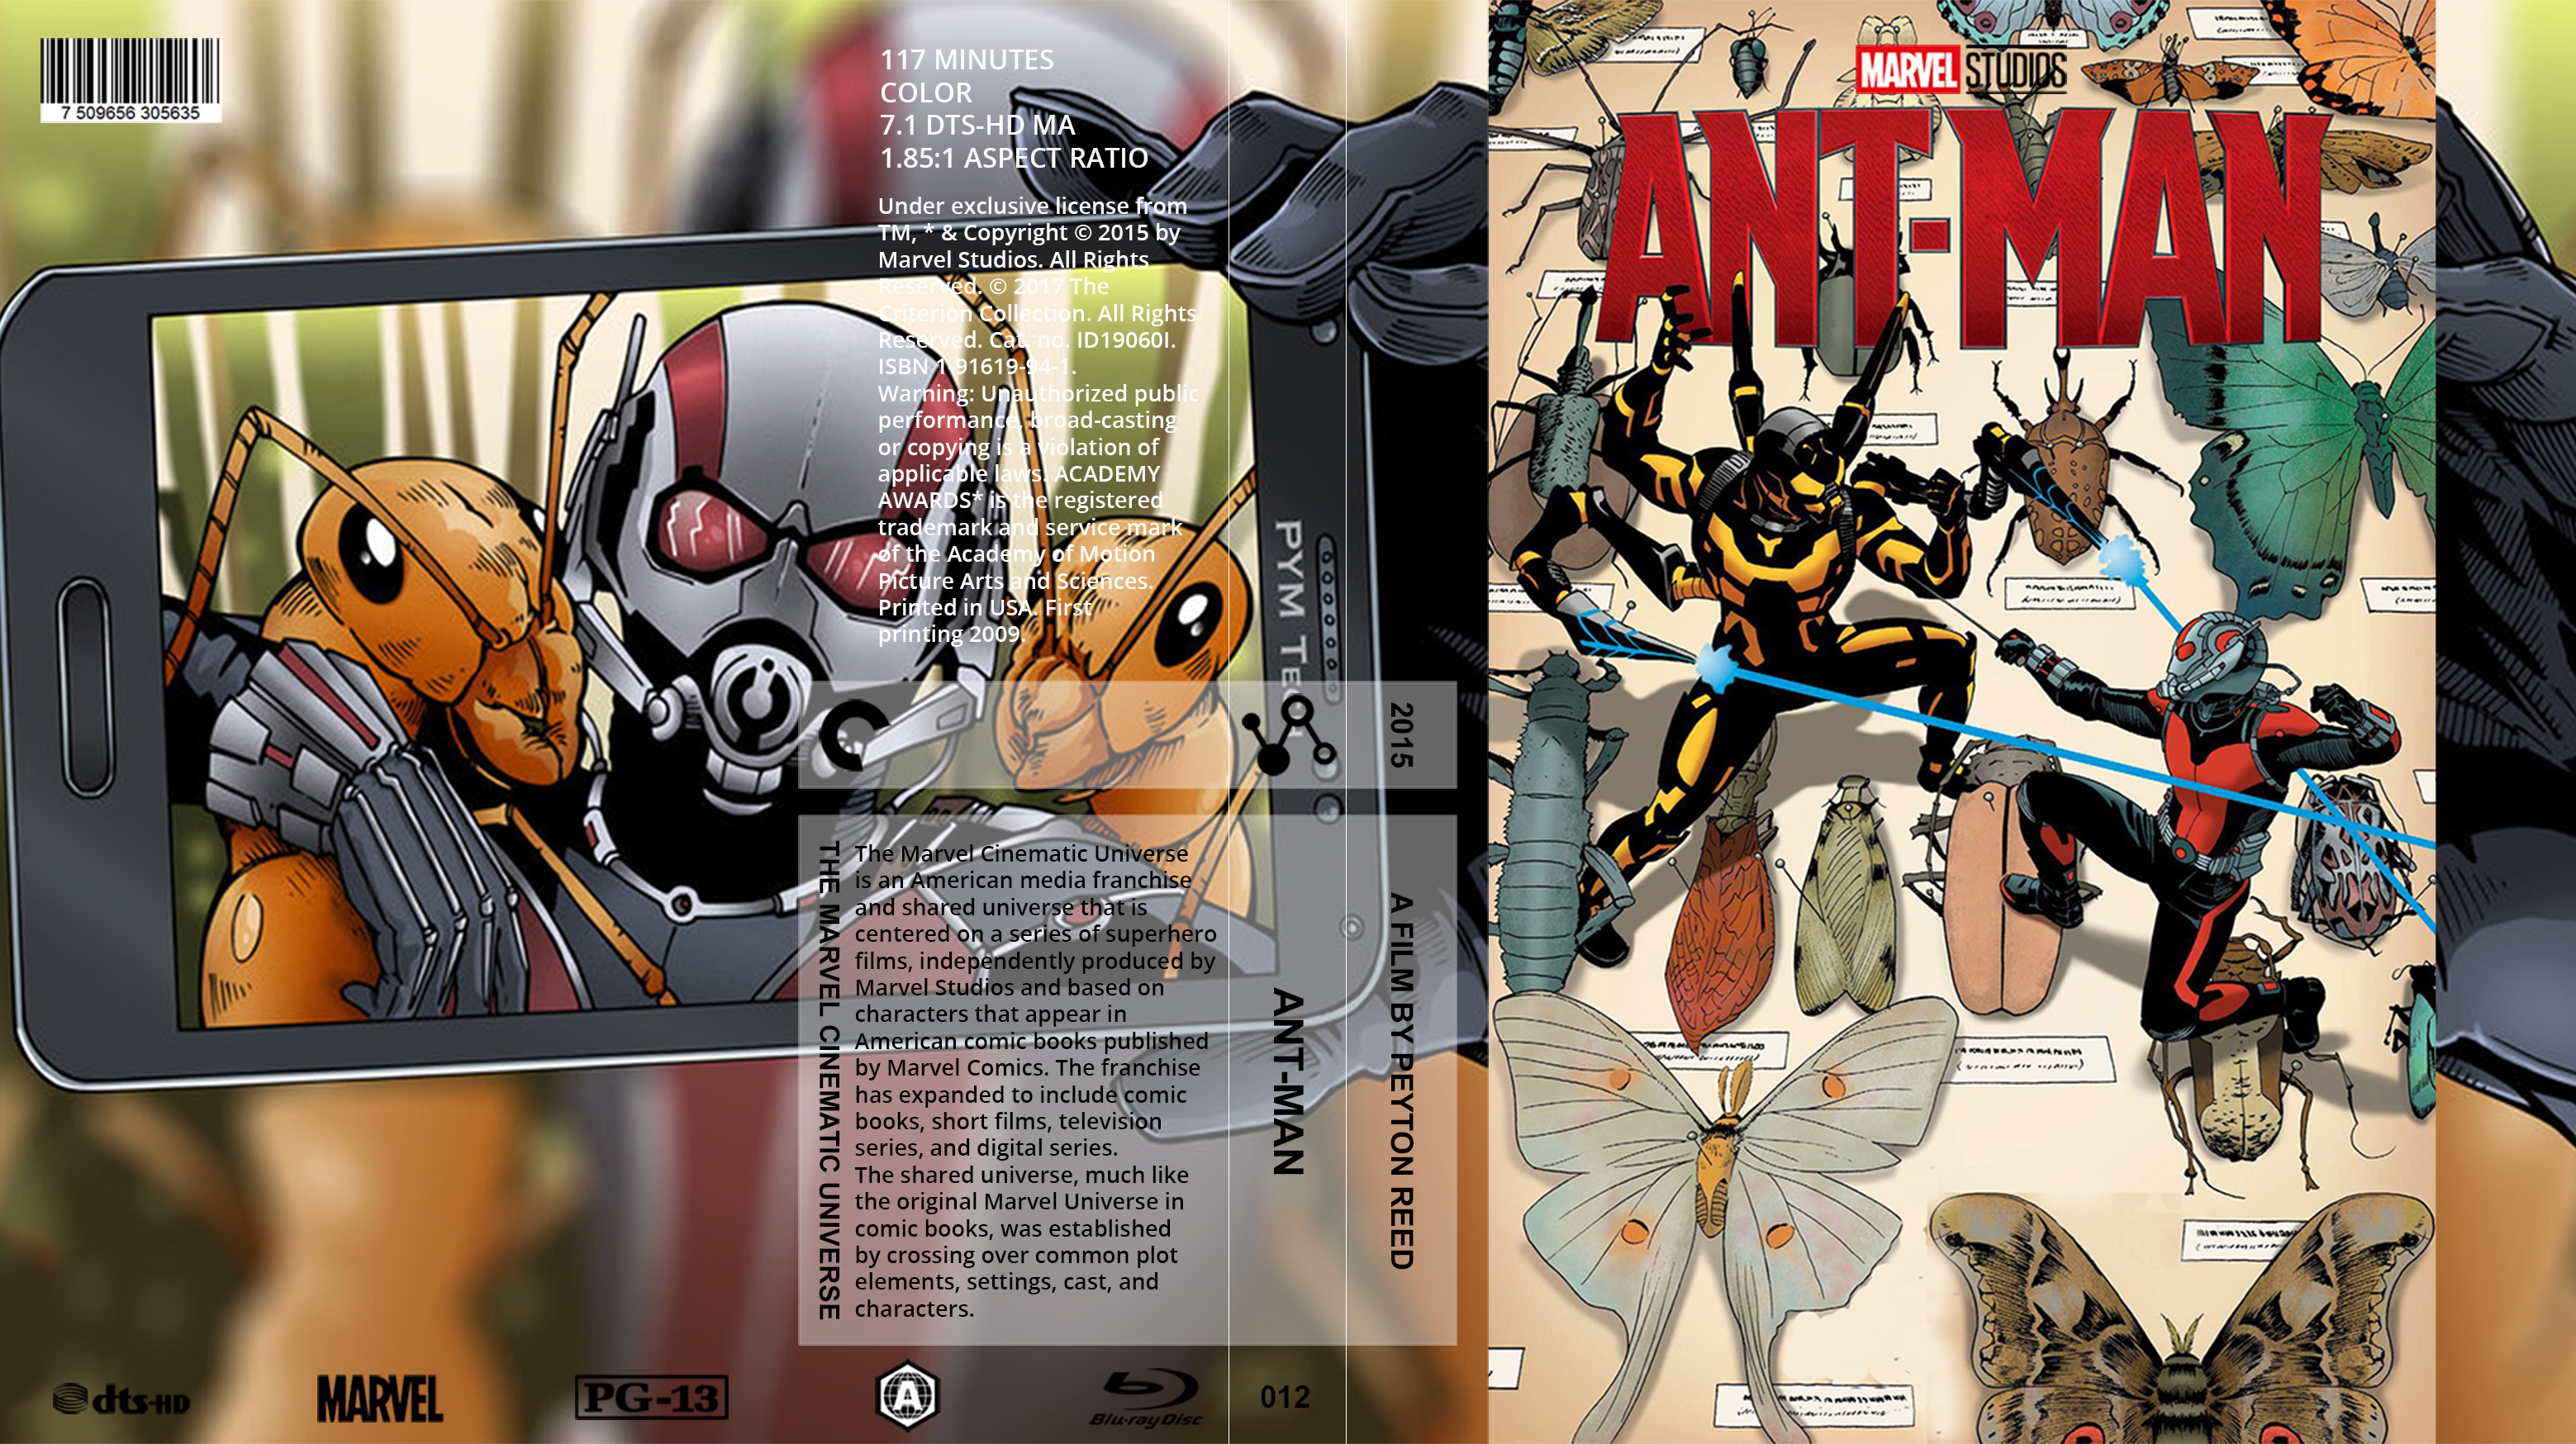 7 509656 305635
117 MINUTES
COLOR
7.1 DTS-HD MA
1.85:1 ASPECT RATIO
Under exclusive license from
TM, * & Copyright © 2015 by
Marvel Studios. All Rights
Reserved. © 2017 The
Criterion Collection. All Rights
Reserved. Cat. no. ID19060I.
ISBN 1-91619-94-1.
Warning: Unauthorized public
performance, broad-casting
or copying is a violation of
applicable laws. ACADEMY
AWARDS* is the registered
trademark and service mark
of the Academy of Motion
Picture Arts and Sciences.
Printed in USA. First
printing 2009.
PYM
THE MARVEL CINEMATIC UNIVERSE
The Marvel Cinematic Universe
is an American media franchise
and shared universe that is
centered on a series of superhero
films, independently produced by
Marvel Studios and based on
characters that appear in
American comic books published
by Marvel Comics. The franchise
has expanded to include comic
books, short films, television
series, and digital series.
The shared universe, much like
the original Marvel Universe in
comic books, was established
by crossing over common plot
elements, settings, cast, and
characters.
dts-HD
MARVEL
PG-13
A
Blu-ray Disc
ANT-MAN
012
2015
A FILM BY PEYTON REED
MARVEL STUDIOS
ANT-MAN